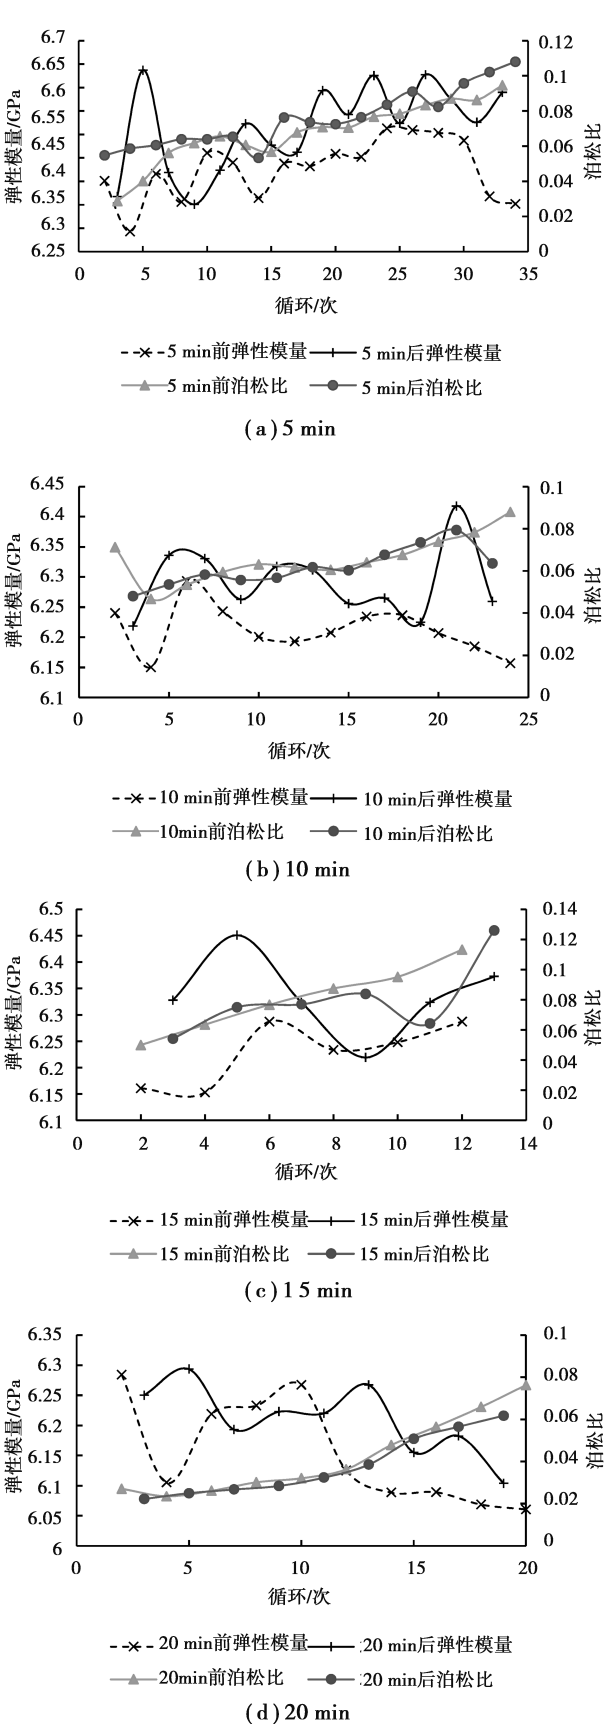 6.7
6.65
6.6
6.55
6.45
6.4
6.35
6.3
6.25
弹性模量/GPa
0.12
0.1
0.08
0.06
0.04
0.02
0
泊松比
0 5 10 15 20 25 30 35
循环/次
5 min前弹性模量 5 min后弹性模量
5 min前泊松比 5 min后泊松比
(a) 5 min
6.45
6.4
6.35
6.3
6.25
6.2
6.15
6.1
弹性模量/GPa
0.1
0.08
0.06
0.04
0.02
0
泊松比
0 5 10 15 20 25
循环/次
10 min前弹性模量 10 min后弹性模量
10min前泊松比 10 min后泊松比
(b) 10 min
6.5
6.45
6.4
6.35
6.3
6.25
6.2
6.15
6.1
弹性模量/GPa
0.14
0.12
0.1
0.08
0.06
0.04
0.02
0
泊松比
0 2 4 6 8 10 12 14
循环/次
15 min前弹性模量 15 min后弹性模量
15 min前泊松比 15 min后泊松比
(c) 1 5 min
6.35
6.3
6.25
6.2
6.15
6.1
6.05
6
弹性模量/GPa
0.1
0.08
0.06
0.04
0.02
0
泊松比
0 5 10 15 20
循环/次
20 min前弹性模量 20 min后弹性模量
20min前泊松比 20 min后泊松比
(d) 20 min